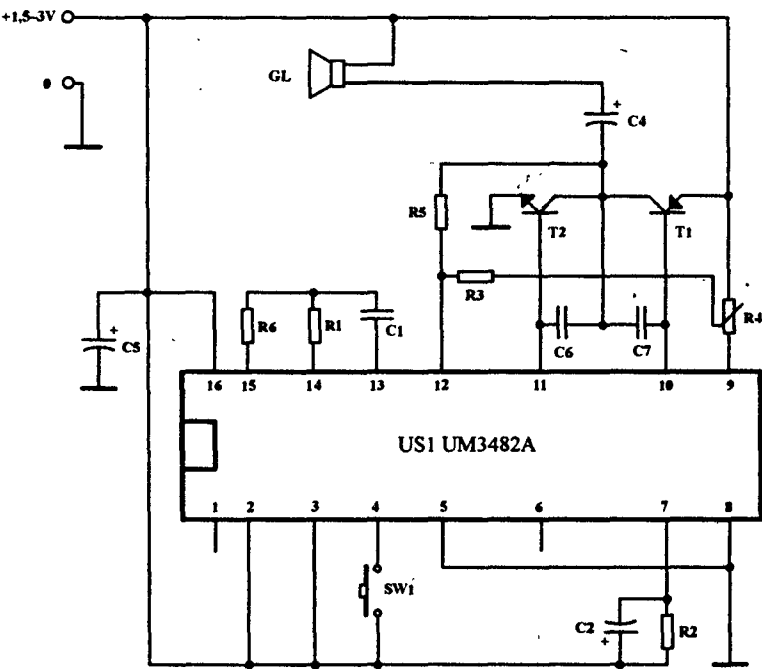 +1,5-3V
0
GL
+
C4
R5
T2
T1
R3
R4
+
C5
R6
R1
C1
C6
C7
16 15 14 13 12 11 10 9
US1 UM3482A
1 2 3 4 5 6 7 8
SW1
C2
+
R2